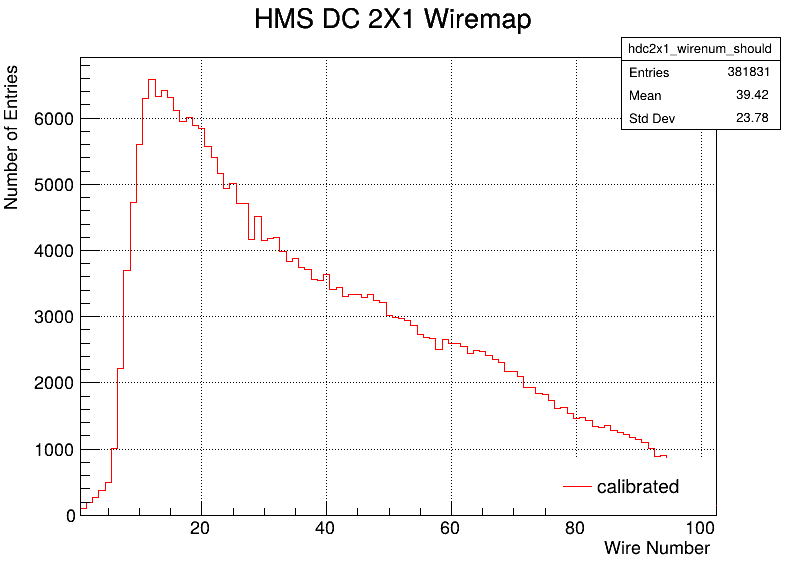 HMS DC 2X1 Wiremap
hdc2x1_wirenum_should
Entries 381831
Mean 39.42
Std Dev 23.78
Number of Entries
6000
5000
4000
3000
2000
1000
0
calibrated
20 40 60 80 100
Wire Number